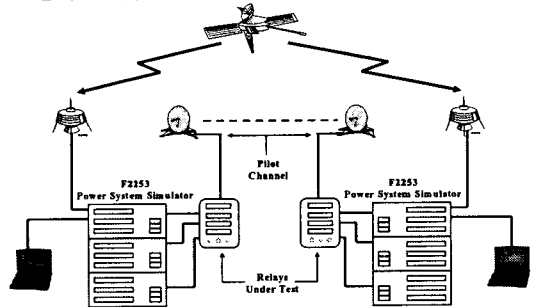 Pilot
Channel
F2253
Power System Simulator
F2253
Power System Simulator
Relays
Under Test